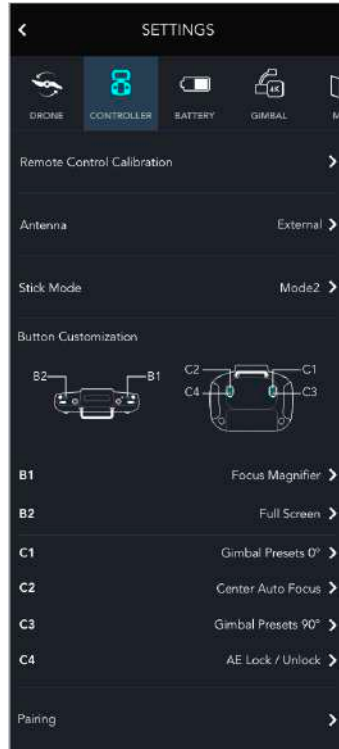 SETTINGS
DRONE CONTROLLER BATTERY GIMBAL
Remote Control Calibration
Antenna External
Stick Mode Mode2
Button Customization
B2 B1 C2 C1
C4 C3
B1 Focus Magnifier
B2 Full Screen
C1 Gimbal Presets 0°
C2 Center Auto Focus
C3 Gimbal Presets 90°
C4 AE Lock / Unlock
Pairing